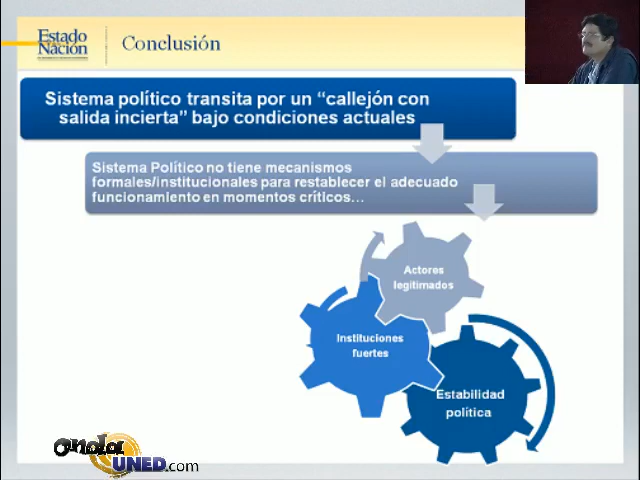 Estado
Nación
Conclusión
Sistema político transita por un “callejón con
salida incierta” bajo condiciones actuales
Sistema Político no tiene mecanismos
formales/institucionales para restablecer el adecuado
funcionamiento en momentos críticos…
Actores
legitimados
Instituciones
fuertes
Estabilidad
política
onda
UNED.com